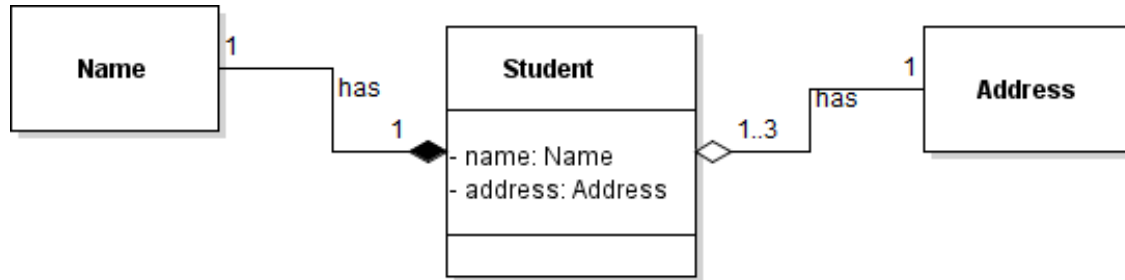 Name
1
has
1
Student
- name: Name
- address: Address
1..3
has
1
Address